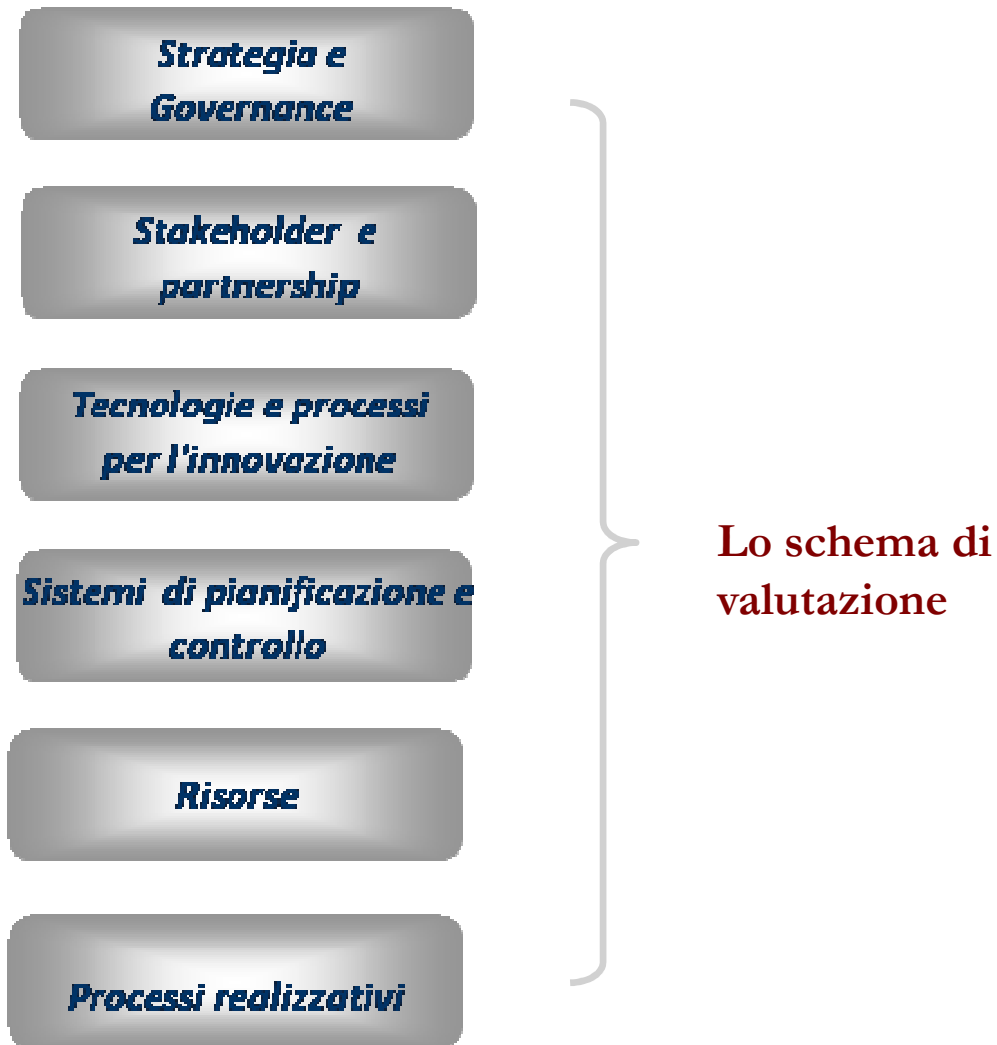 Strategia e
Governance
Stakeholder e
partnership
Tecnologie e processi
per l'innovazione
Sistemi di pianificazione e
controllo
Risorse
Processi realizzativi
Lo schema di
valutazione